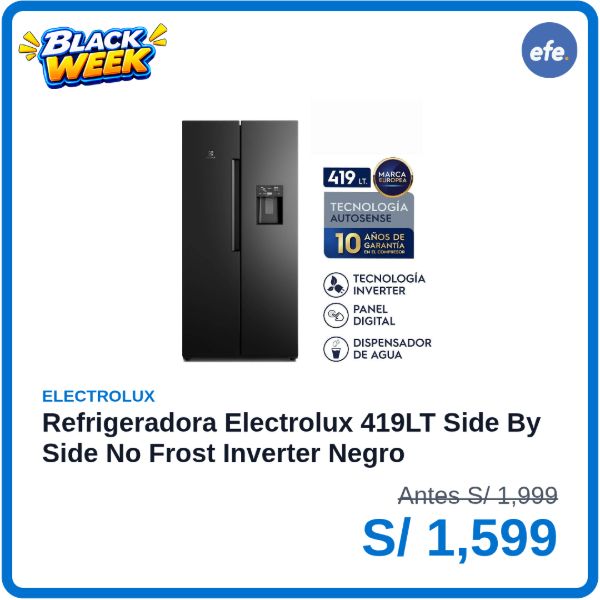 BLACK
WEEK
efe.
419 LT.
MARCA
EUROPEA
TECNOLOGÍA
AUTOSENSE
10 AÑOS DE
GARANTÍA
EN EL COMPRESOR
TECNOLOGÍA
INVERTER
PANEL
DIGITAL
DISPENSADOR
DE AGUA
ELECTROLUX
Refrigeradora Electrolux 419LT Side By
Side No Frost Inverter Negro
Antes S/ 1,999
S/ 1,599